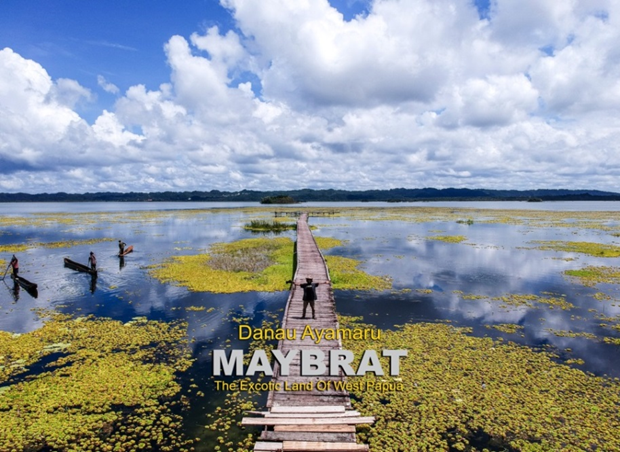 Danau Ayamaru
MAYBRAT
The Exotic Land Of West Papua